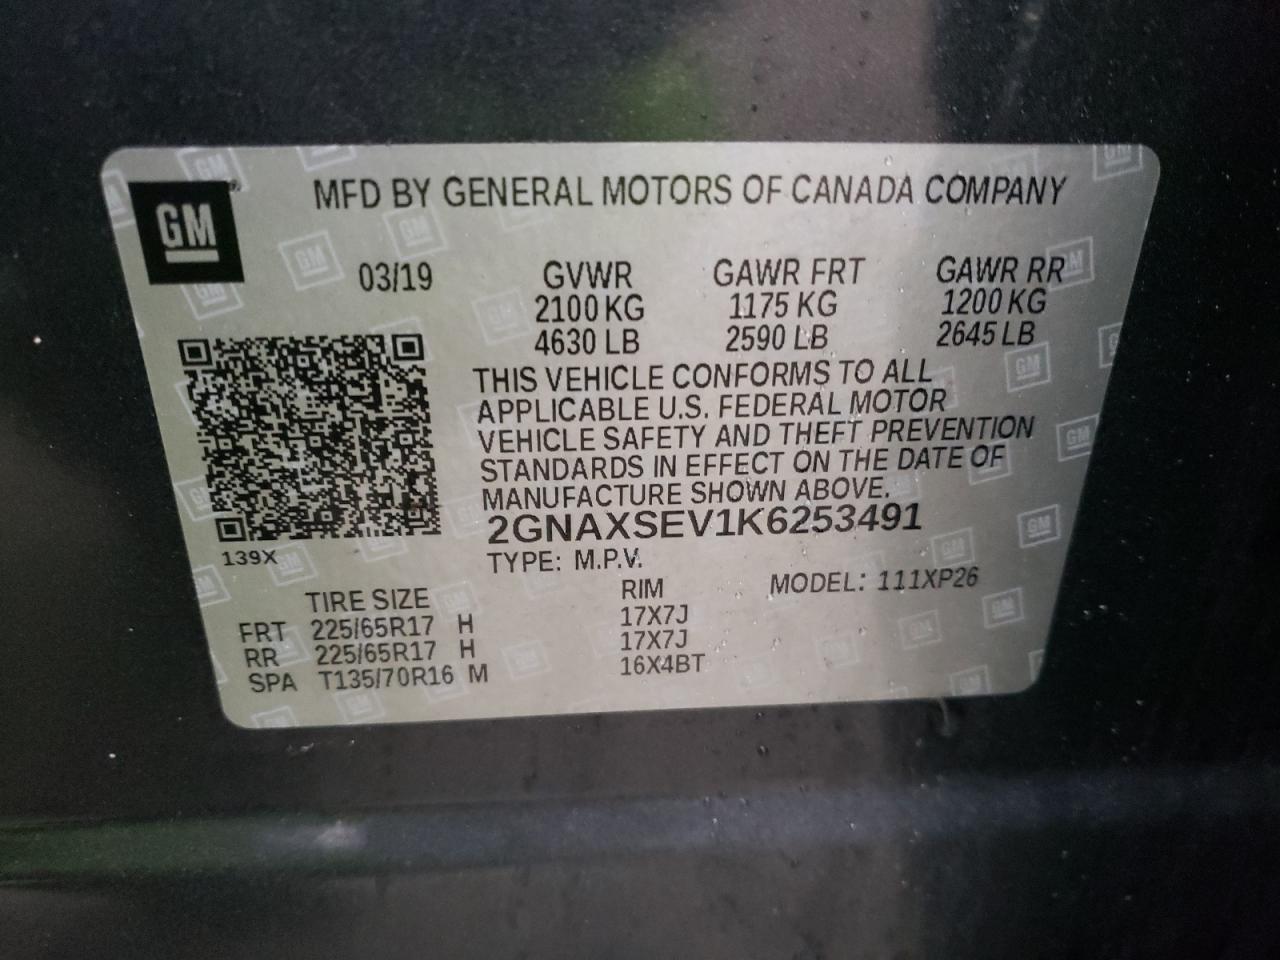 GM
MFD BY GENERAL MOTORS OF CANADA COMPANY
03/19 GVWR GAWR FRT GAWR RR
2100 KG 1175 KG 1200 KG
4630 LB 2590 LB 2645 LB
THIS VEHICLE CONFORMS TO ALL
APPLICABLE U.S. FEDERAL MOTOR
VEHICLE SAFETY AND THEFT PREVENTION
STANDARDS IN EFFECT ON THE DATE OF
MANUFACTURE SHOWN ABOVE.
2GNAXSEV1K6253491
139X
TYPE: M.P.V.
TIRE SIZE RIM MODEL: 111XP26
FRT 225/65R17 H 17X7J
RR 225/65R17 H 17X7J
SPA T135/70R16 M 16X4BT